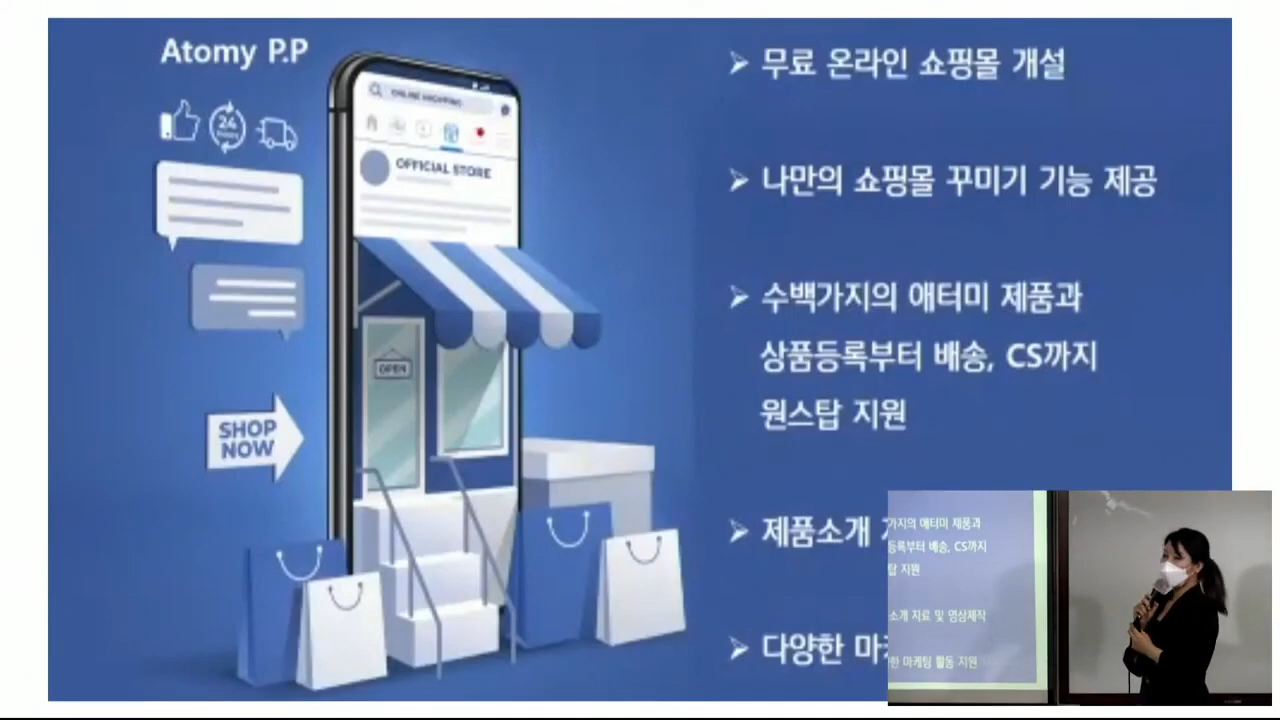 Atomy P.P
24
ONLINE SHOPPING
OFFICIAL STORE
OPEN
SHOP
NOW
➢ 무료 온라인 쇼핑몰 개설
➢ 나만의 쇼핑몰 꾸미기 기능 제공
➢ 수백가지의 애터미 제품과
상품등록부터 배송, CS까지
원스탑 지원
➢ 제품소개
➢ 다양한 마
가지의 애터미 제품과
등록부터 배송, CS까지
탑 지원
소개 자료 및 영상제작
한 마케팅 활동 지원